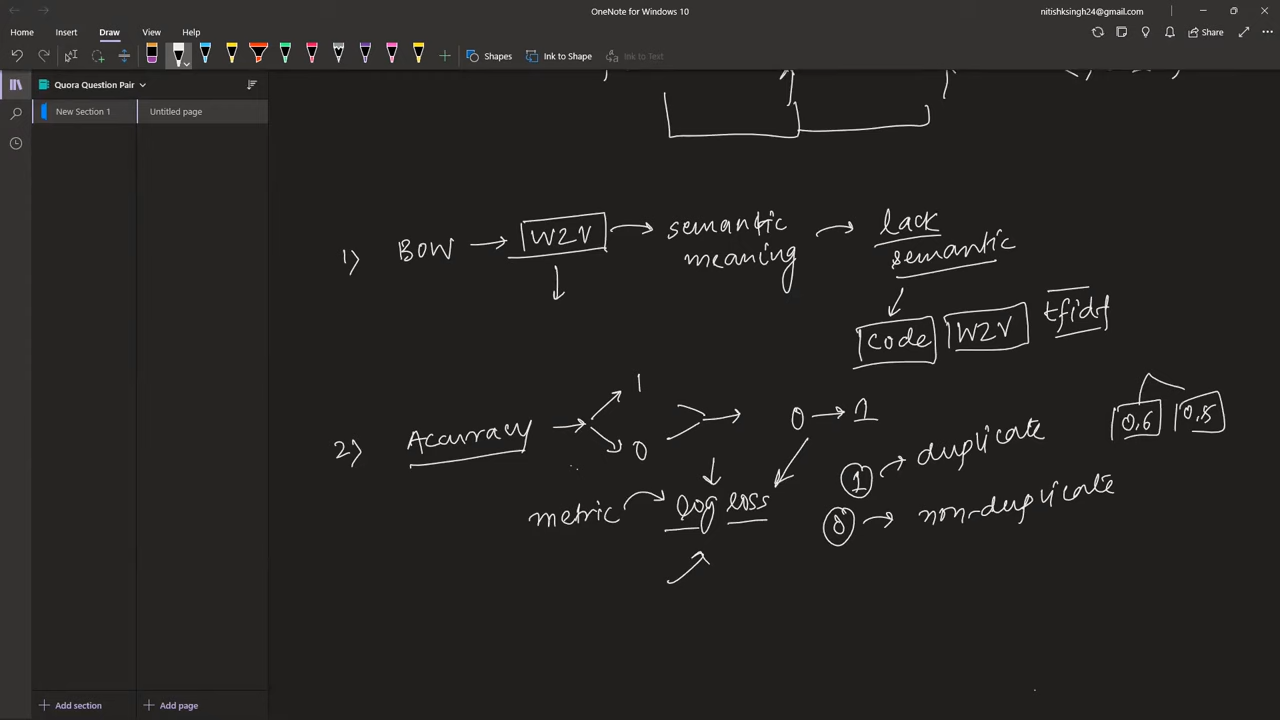 OneNote for Windows 10
nitishksingh24@gmail.com
Home Insert Draw View Help
Share
Shapes Ink to Shape Ink to Text
Quora Question Pair
New Section 1 Untitled page
1) BOW → W2V → semantic meaning → lack semantic
Code W2V tfidf
2) Accuracy → 1
0
0 → 1
0.6 0.5
1 → duplicate
metric log loss
0 → non-duplicate
Add section Add page